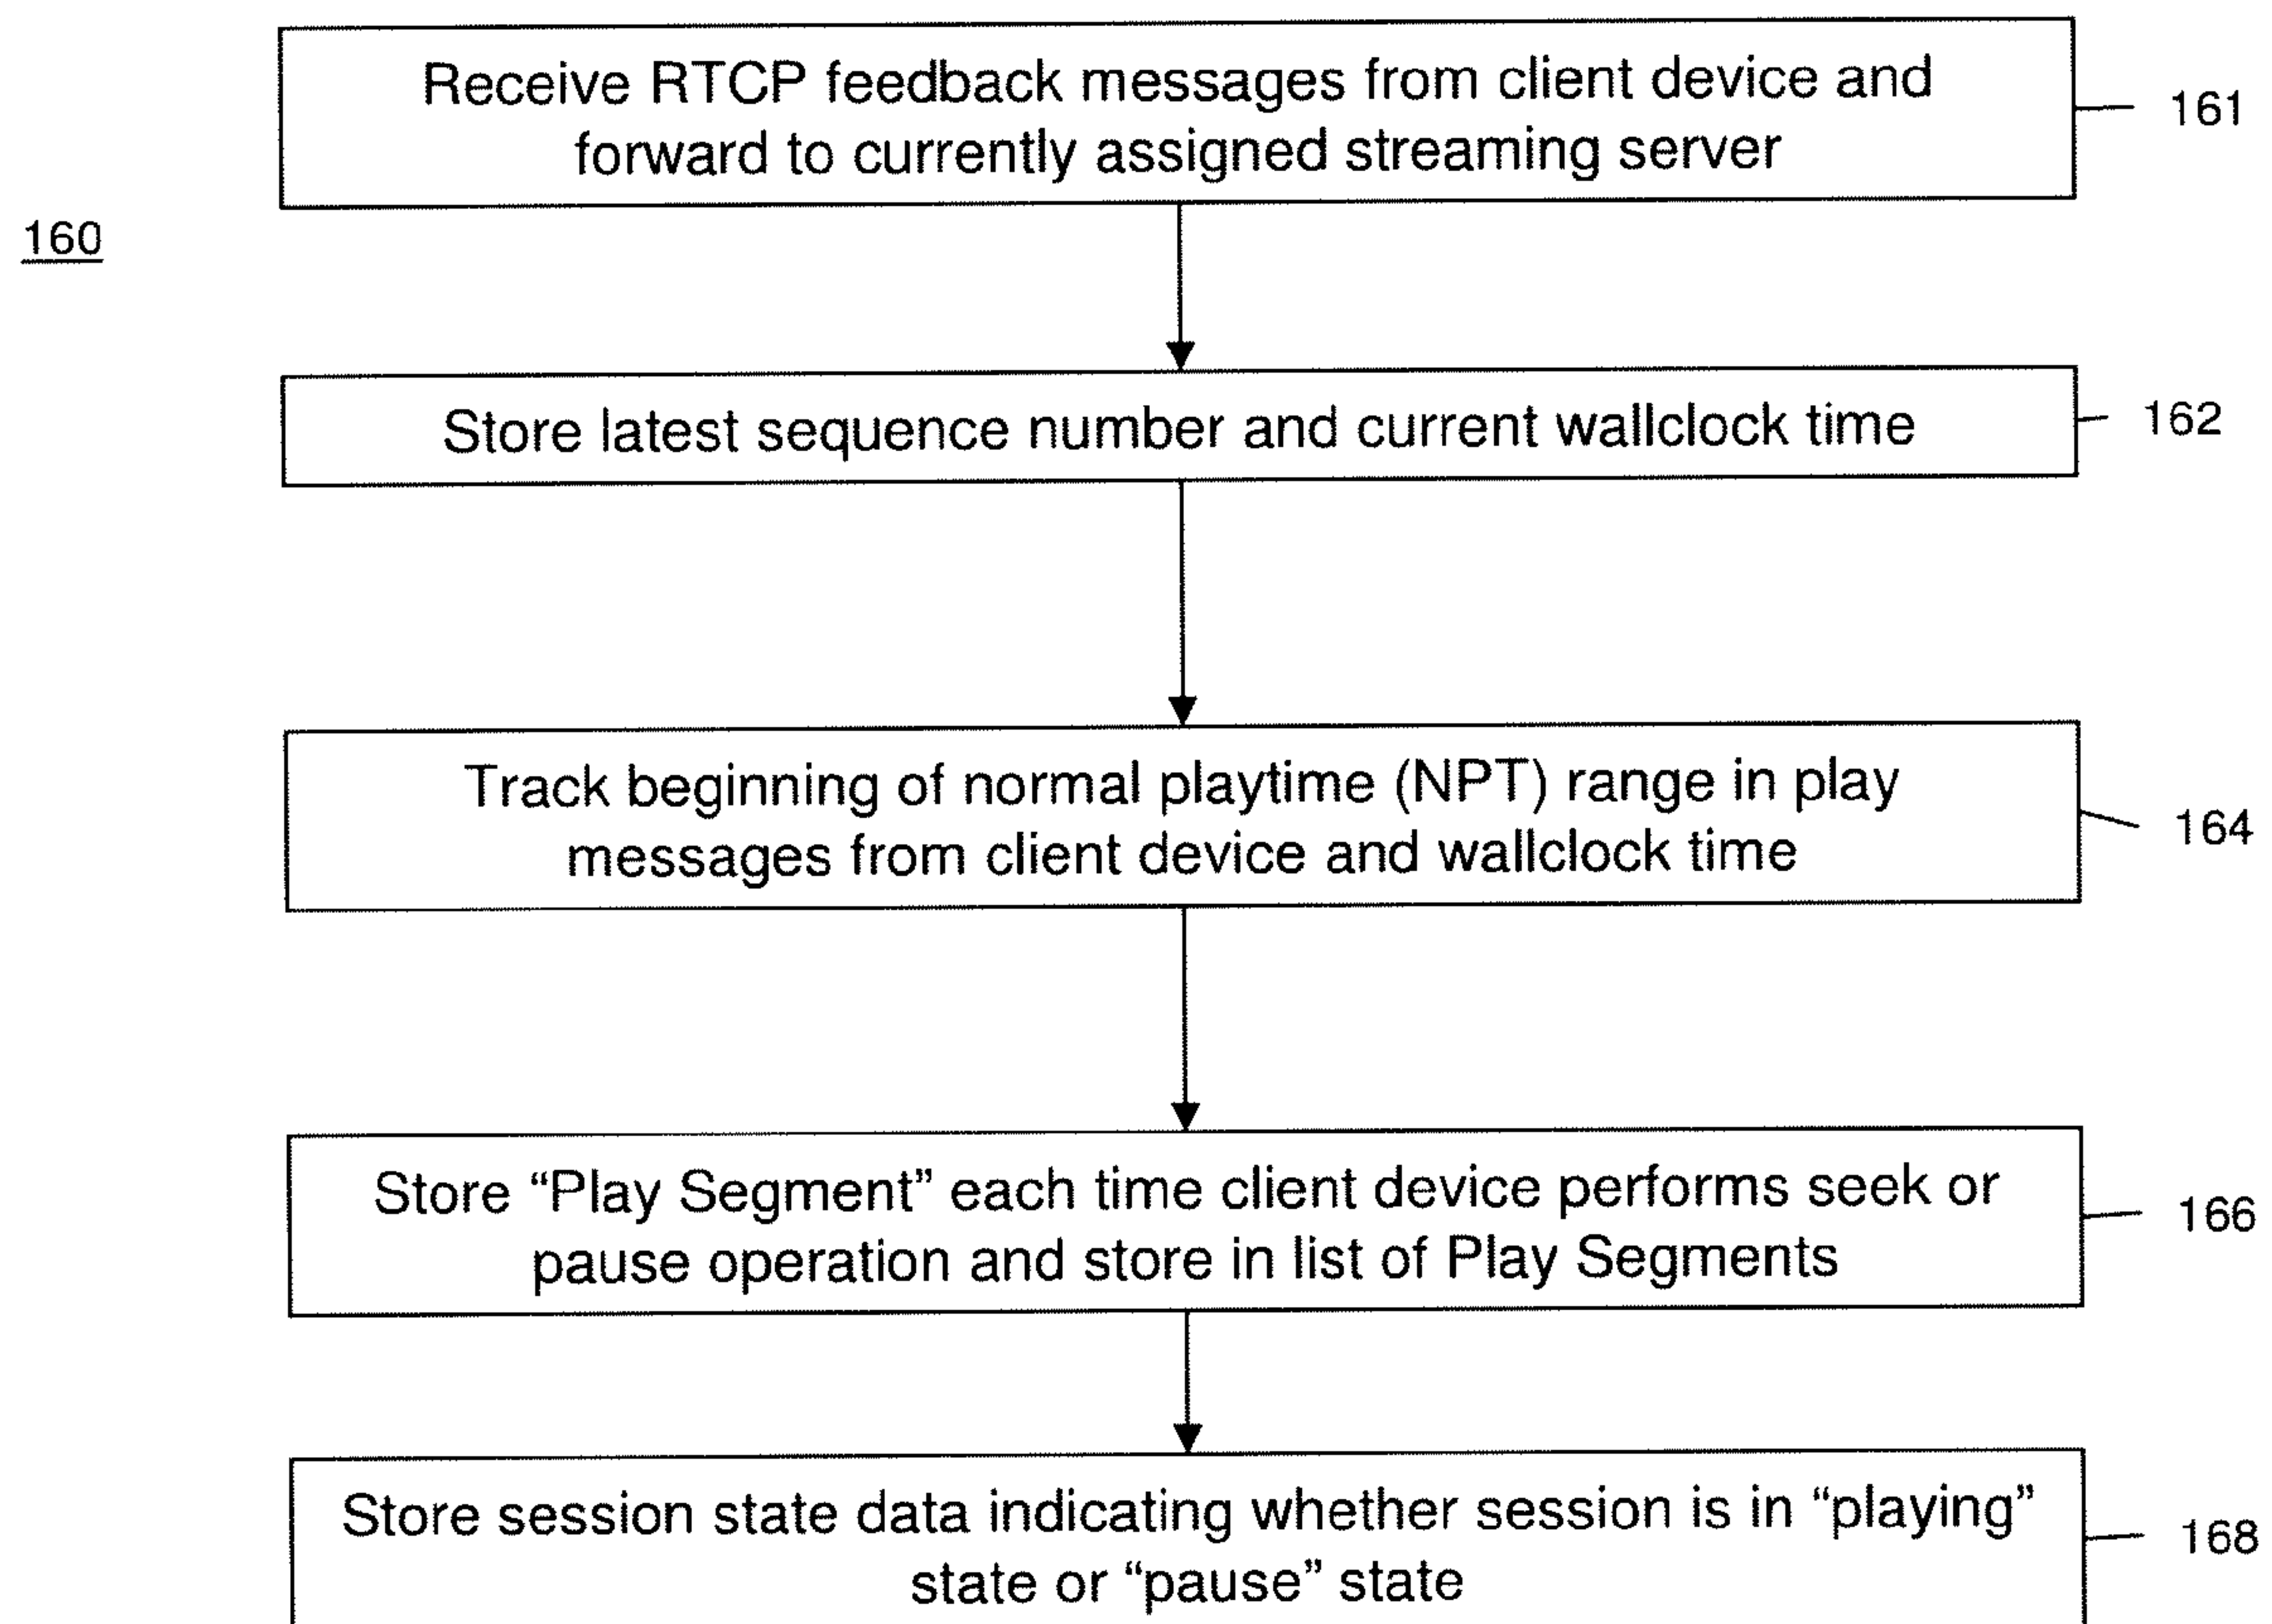 Receive RTCP feedback messages from client device and
forward to currently assigned streaming server
161
160
Store latest sequence number and current wallclock time
162
Track beginning of normal playtime (NPT) range in play
messages from client device and wallclock time
164
Store “Play Segment” each time client device performs seek or
pause operation and store in list of Play Segments
166
Store session state data indicating whether session is in “playing”
state or “pause” state
168